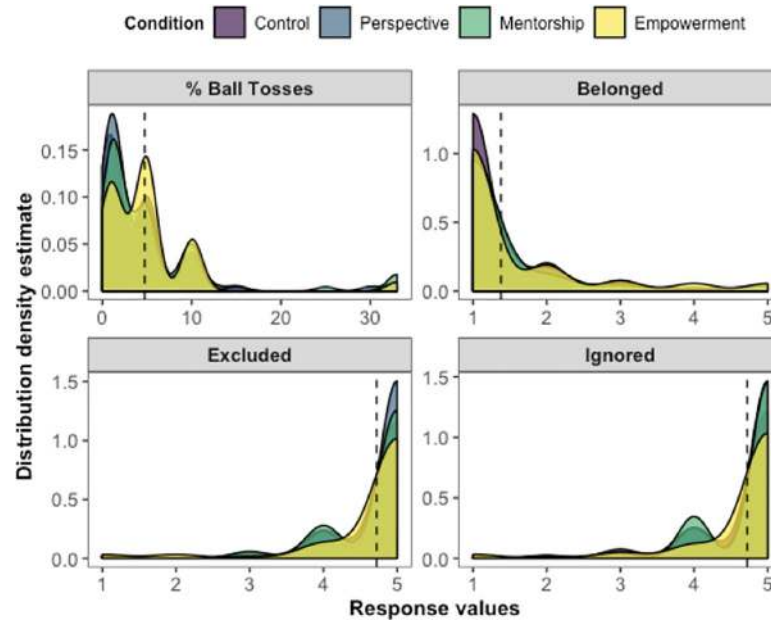 Condition Control Perspective Mentorship Empowerment
% Ball Tosses Belonged
0.15
0.10
0.05
0.00
0 10 20 30
1.0
0.5
0.0
1 2 3 4 5
Excluded Ignored
1.5
1.0
0.5
0.0
1 2 3 4 5
1.5
1.0
0.5
0.0
1 2 3 4 5
Distribution density estimate
Response values